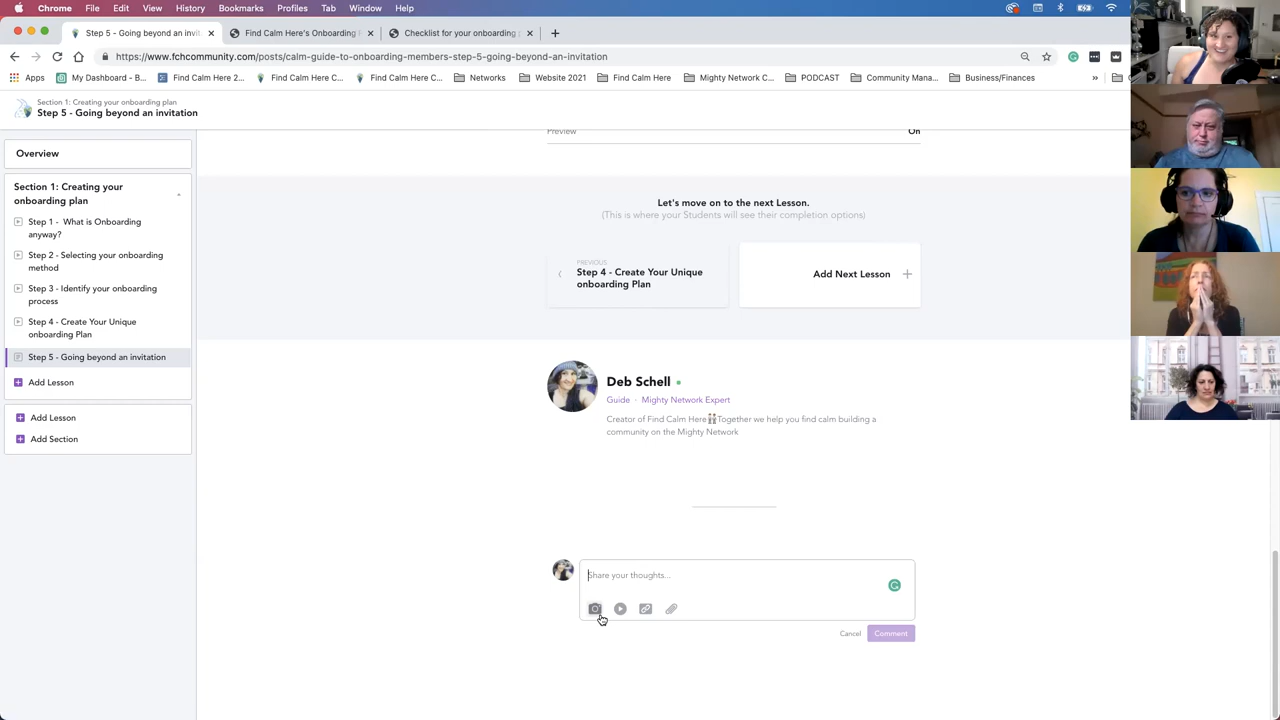 Chrome File Edit View History Bookmarks Profiles Tab Window Help
Step 5 - Going beyond an invit
Find Calm Here's Onboarding
Checklist for your onboarding
https://www.fchcommunity.com/posts/calm-guide-to-onboarding-members-step-5-going-beyond-an-invitation
Apps My Dashboard - B... Find Calm Here 2... Find Calm Here C... Find Calm Here C... Networks Website 2021 Find Calm Here Mighty Network C... PODCAST Community Mana... Business/Finances »
Section 1: Creating your onboarding plan
Step 5 - Going beyond an invitation
Overview
Section 1: Creating your
onboarding plan
Step 1 - What is Onboarding
anyway?
Step 2 - Selecting your onboarding
method
Step 3 - Identify your onboarding
process
Step 4 - Create Your Unique
onboarding Plan
Step 5 - Going beyond an invitation
Add Lesson
Add Lesson
Add Section
Preview On
Let's move on to the next Lesson.
(This is where your Students will see their completion options)
PREVIOUS
Step 4 - Create Your Unique
onboarding Plan
Add Next Lesson
Deb Schell
Guide · Mighty Network Expert
Creator of Find Calm Here Together we help you find calm building a
community on the Mighty Network
Share your thoughts...
Cancel Comment